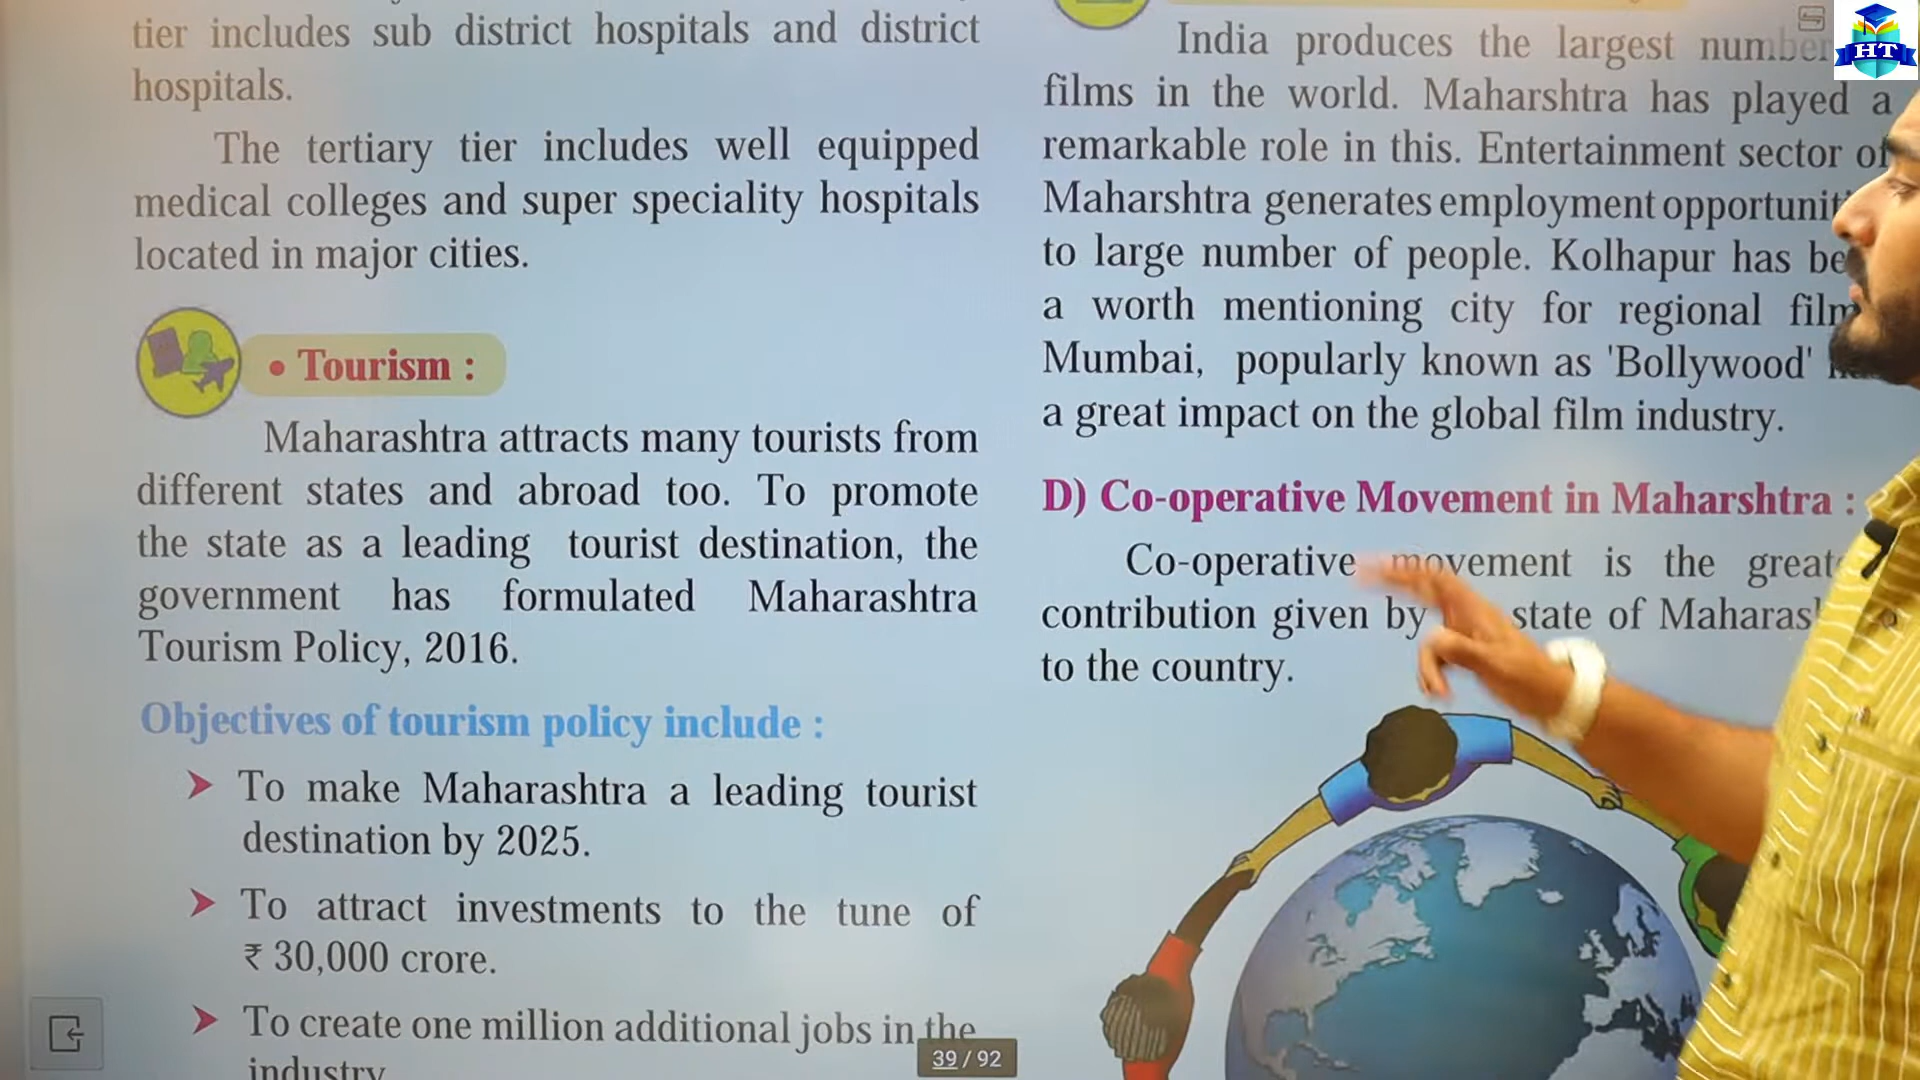 tier includes sub district hospitals and district
hospitals.
The tertiary tier includes well equipped
medical colleges and super speciality hospitals
located in major cities.
• Tourism :
Maharashtra attracts many tourists from
different states and abroad too. To promote
the state as a leading tourist destination, the
government has formulated Maharashtra
Tourism Policy, 2016.
Objectives of tourism policy include :
➤ To make Maharashtra a leading tourist
destination by 2025.
➤ To attract investments to the tune of
₹ 30,000 crore.
➤ To create one million additional jobs in the
industry
India produces the largest number
films in the world. Maharshtra has played a
remarkable role in this. Entertainment sector of
Maharshtra generates employment
to large number of people. Kolhapur has
a worth mentioning city for regional
Mumbai, popularly known as 'Bollywood'
a great impact on the global film industry.
D) Co-operative Movement in Maharshtra :
Co-operative movement is the
contribution given by state of
to the country.
39 / 92
HT